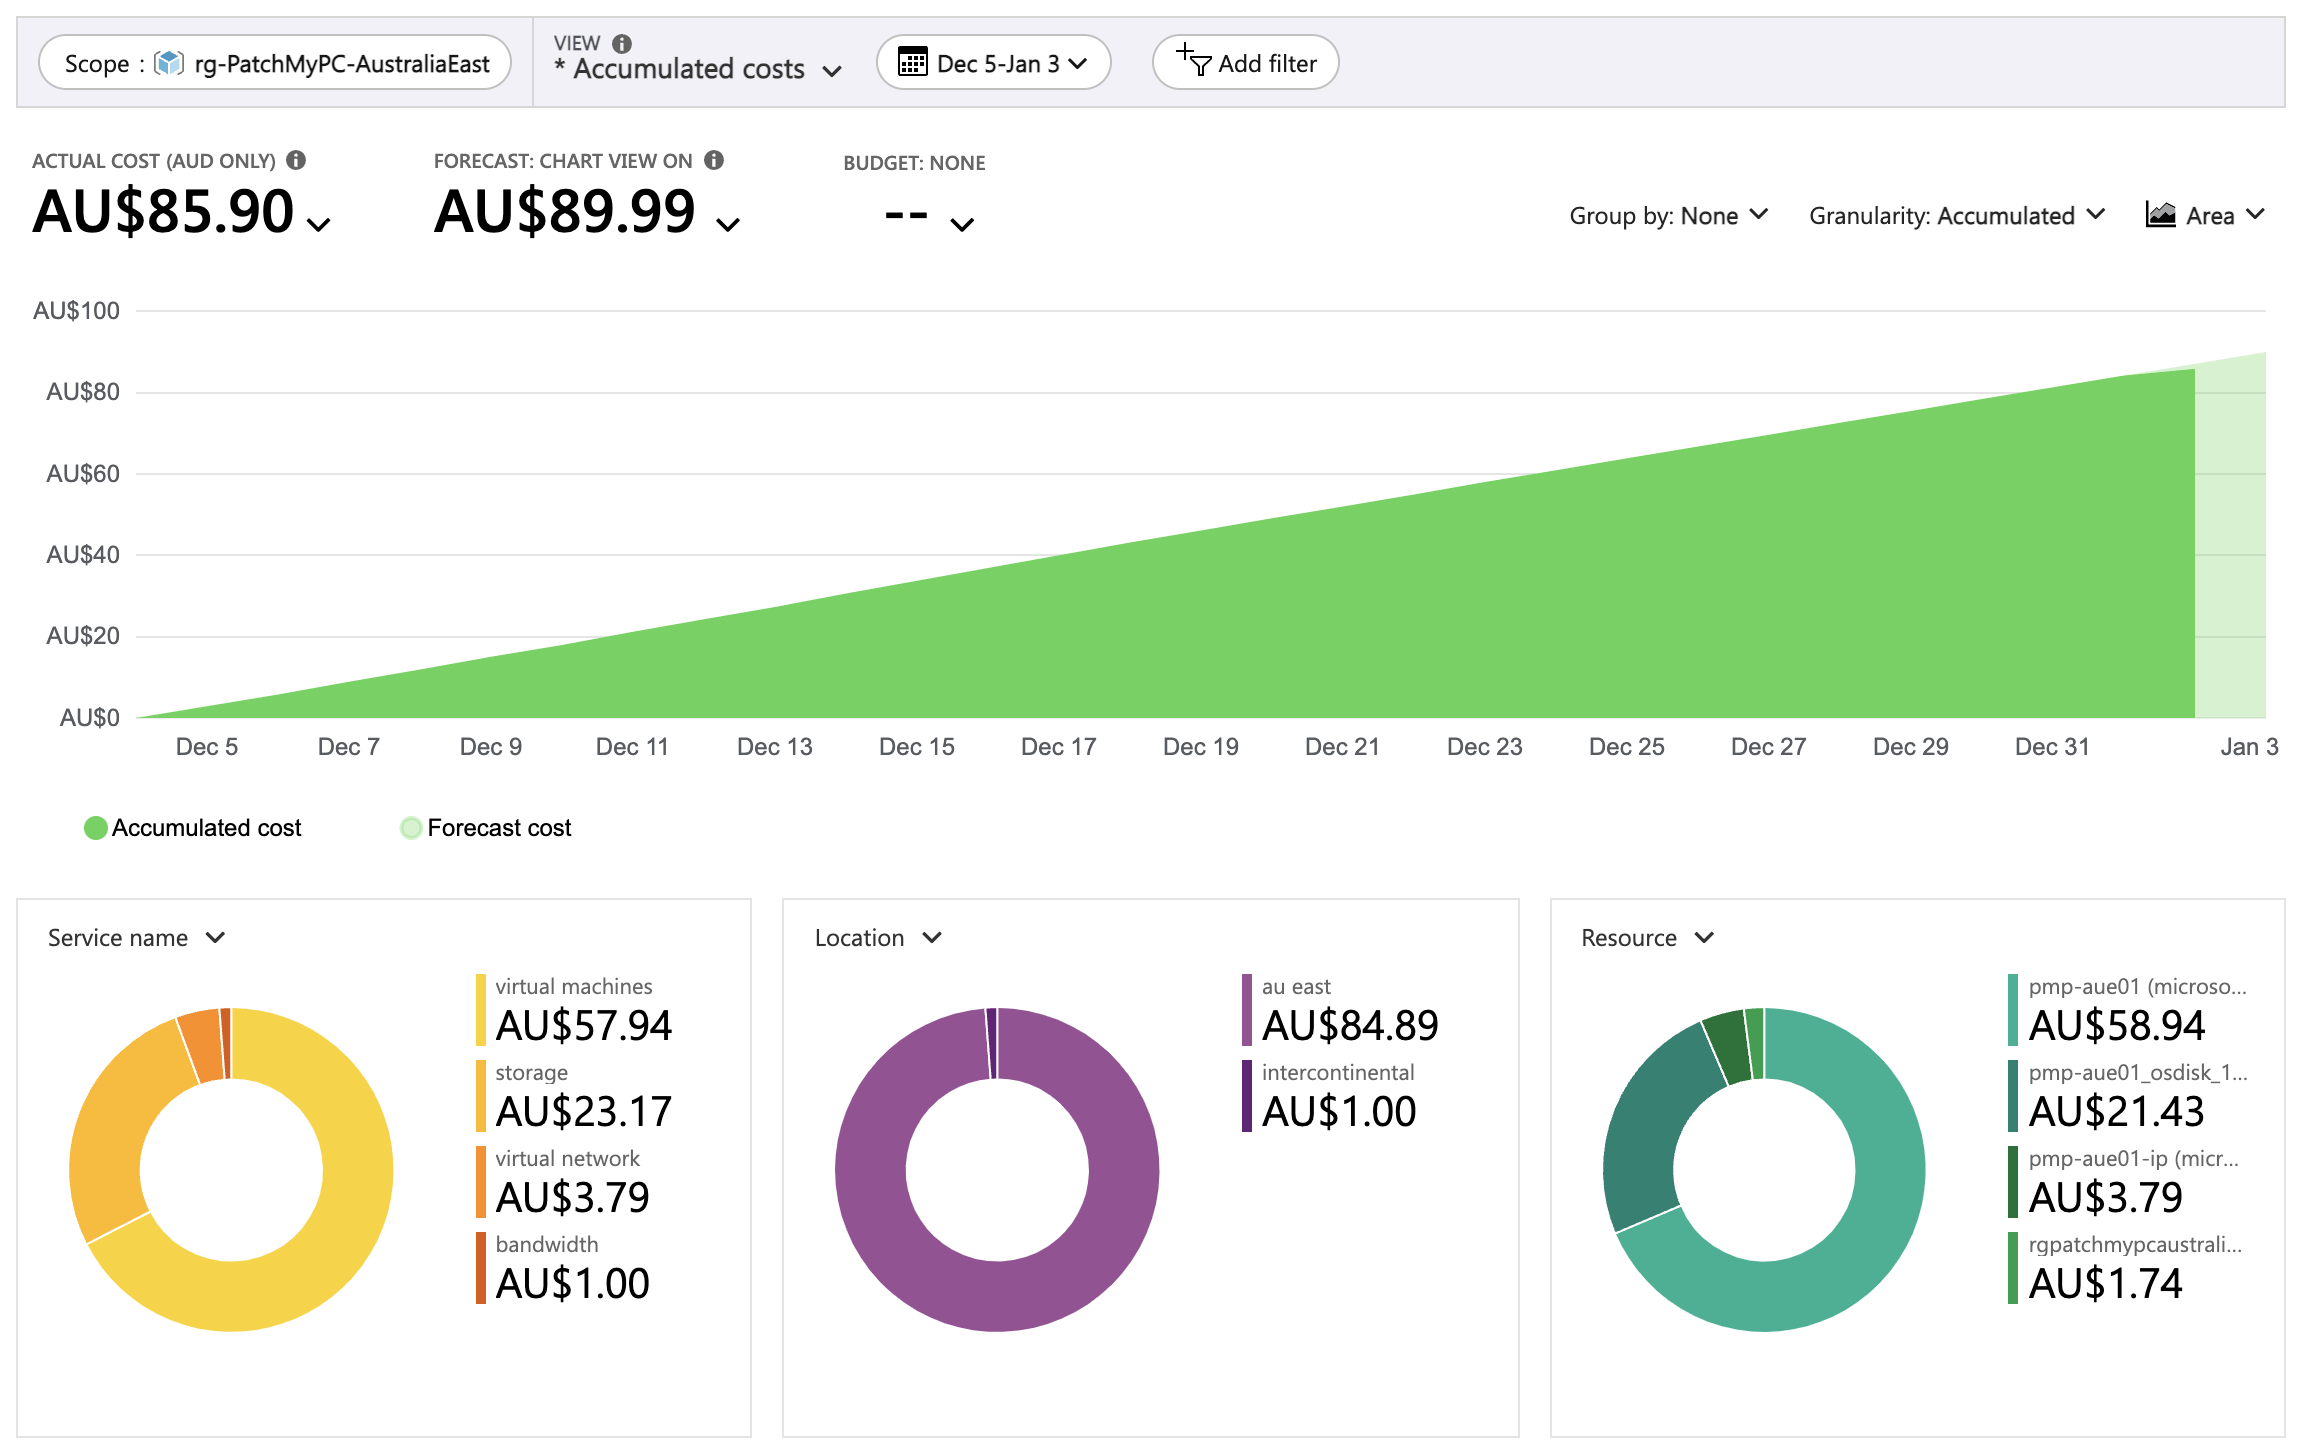 Scope : rg-PatchMyPC-AustraliaEast
VIEW
* Accumulated costs
Dec 5-Jan 3
Add filter
ACTUAL COST (AUD ONLY)
AU$85.90
FORECAST: CHART VIEW ON
AU$89.99
BUDGET: NONE
--
Group by: None
Granularity: Accumulated
Area
AU$100
AU$80
AU$60
AU$40
AU$20
AU$0
Dec 5
Dec 7
Dec 9
Dec 11
Dec 13
Dec 15
Dec 17
Dec 19
Dec 21
Dec 23
Dec 25
Dec 27
Dec 29
Dec 31
Jan 3
Accumulated cost
Forecast cost
Service name
virtual machines
AU$57.94
storage
AU$23.17
virtual network
AU$3.79
bandwidth
AU$1.00
Location
au east
AU$84.89
intercontinental
AU$1.00
Resource
pmp-aue01 (microso...
AU$58.94
pmp-aue01_osdisk_1...
AU$21.43
pmp-aue01-ip (micr...
AU$3.79
rgpatchmypcaustrali...
AU$1.74